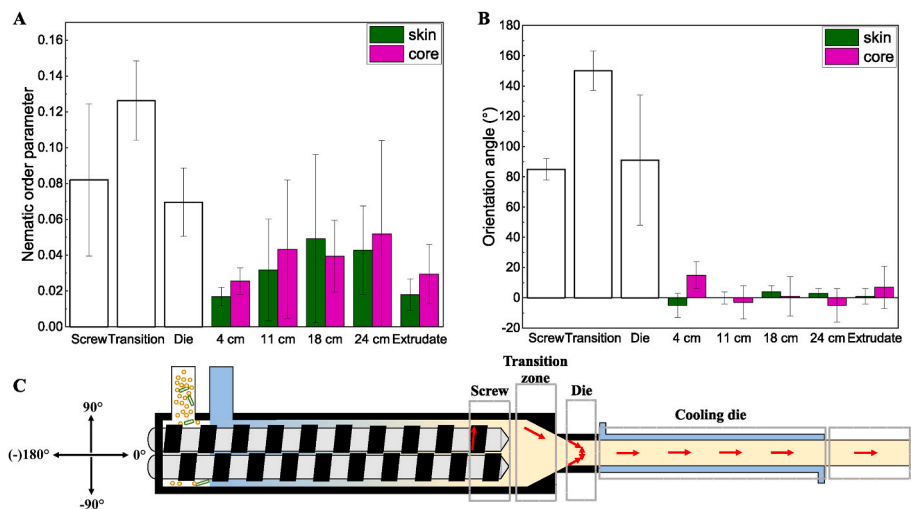 A
Nematic order parameter
0.16
0.14
0.12
0.10
0.08
0.06
0.04
0.02
0.00
skin
core
Screw Transition Die 4 cm 11 cm 18 cm 24 cm Extrudate
B
Orientation angle (°)
180
160
140
120
100
80
60
40
20
0
-20
skin
core
Screw Transition Die 4 cm 11 cm 18 cm 24 cm Extrudate
C
90°
(-)180°
0°
-90°
Screw
Transition
zone
Die
Cooling die